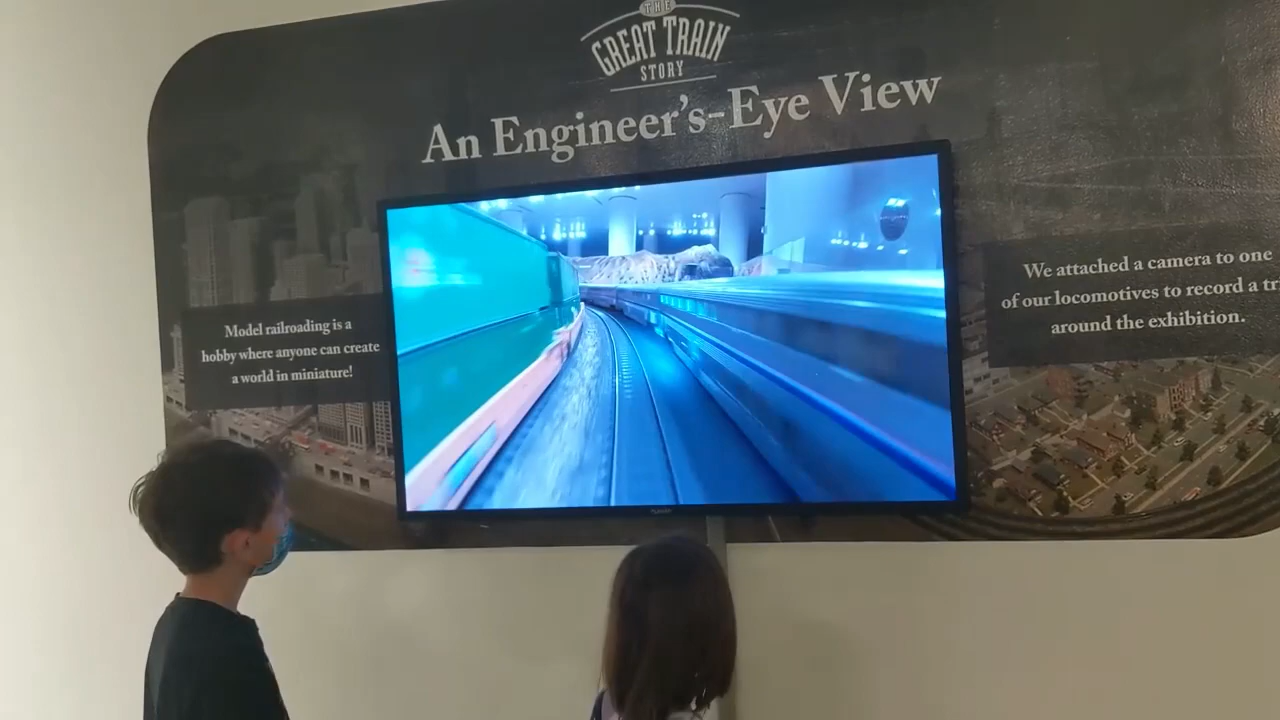 THE
GREAT TRAIN
STORY
An Engineer's-Eye View
Model railroading is a
hobby where anyone can create
a world in miniature!
We attached a camera to one
of our locomotives to record a tri
around the exhibition.